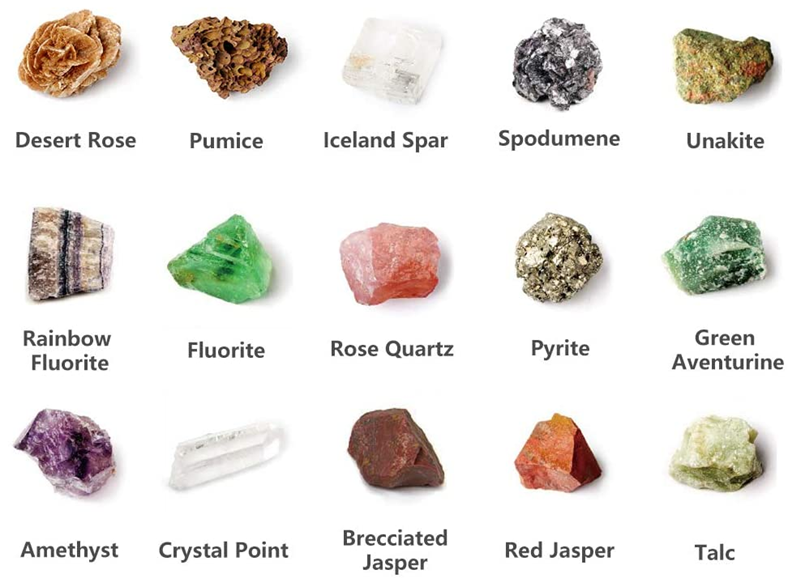 Desert Rose
Pumice
Iceland Spar
Spodumene
Unakite
Rainbow
Fluorite
Fluorite
Rose Quartz
Pyrite
Green
Aventurine
Amethyst
Crystal Point
Brecciated
Jasper
Red Jasper
Talc